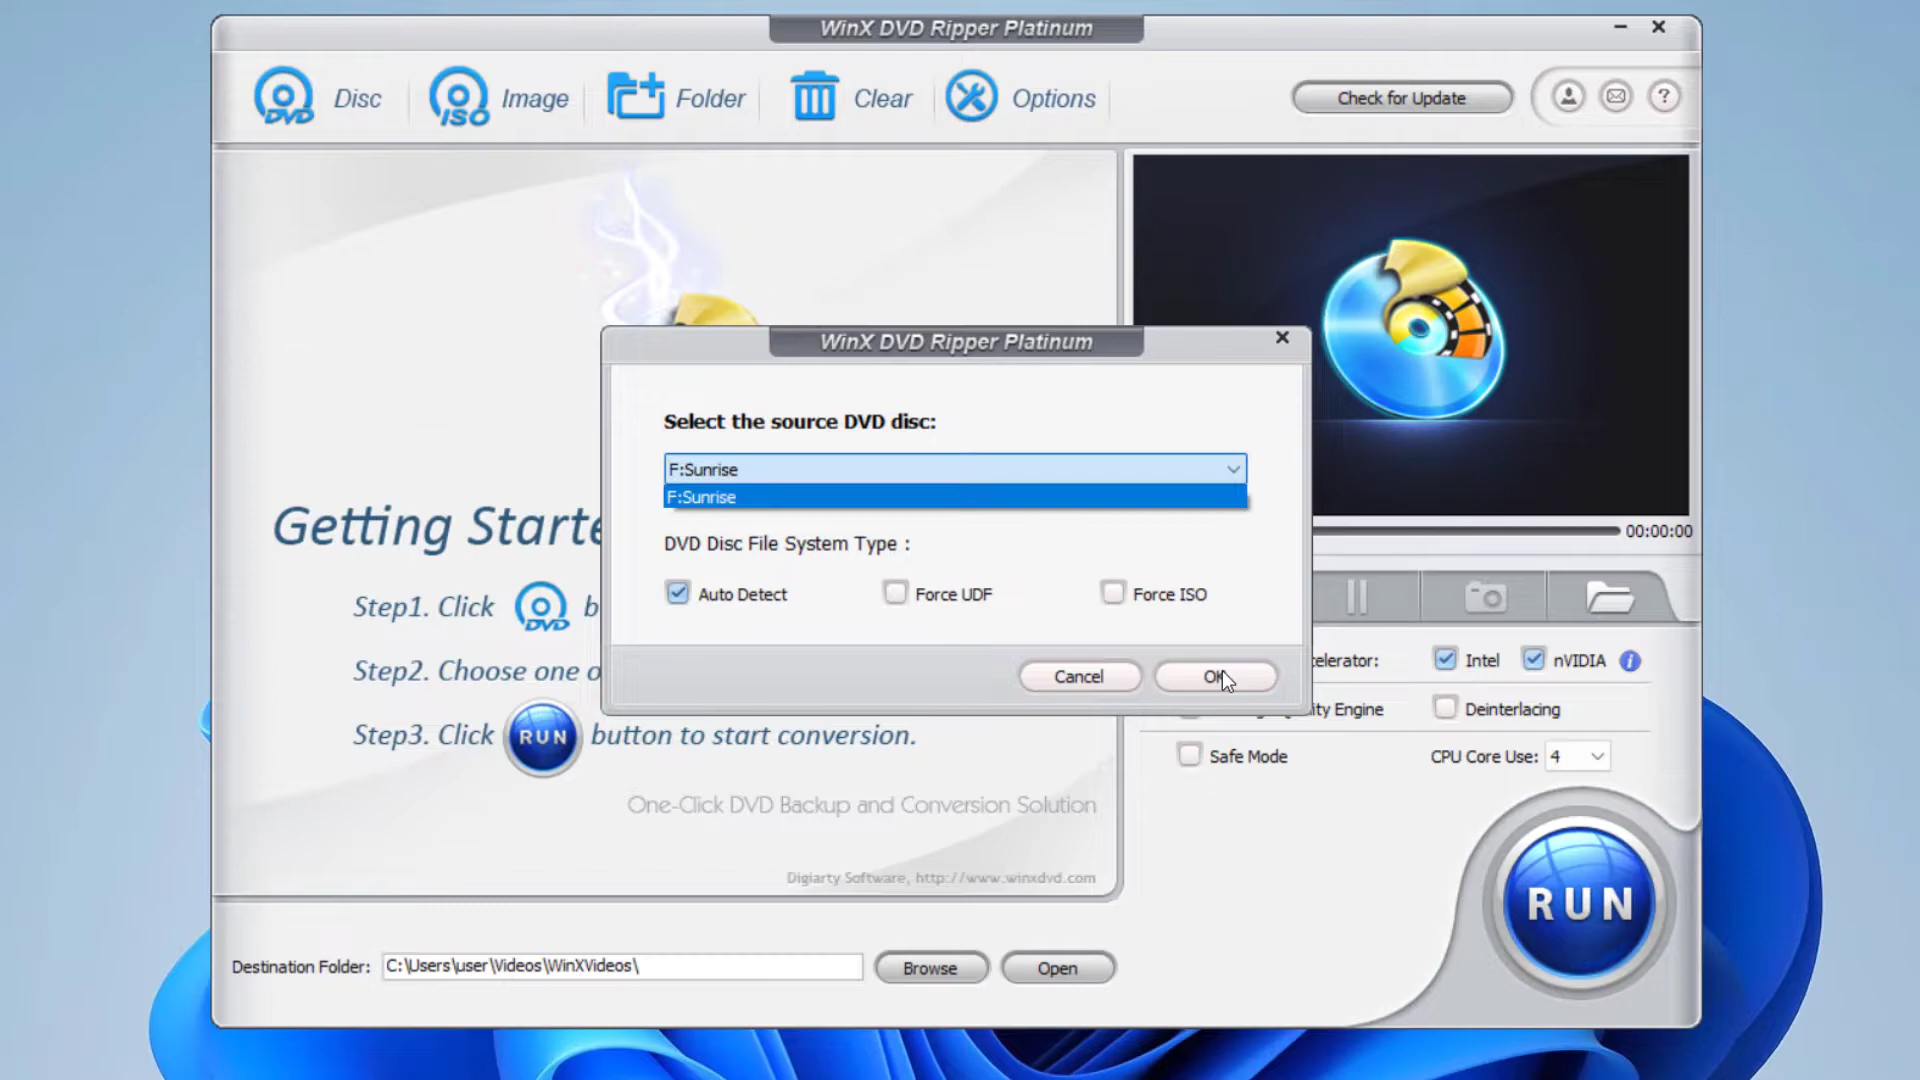 WinX DVD Ripper Platinum
Disc
Image
Folder
Clear
Options
Check for Update
?
DVD
ISO
WinX DVD Ripper Platinum
Select the source DVD disc:
F:Sunrise
F:Sunrise
DVD Disc File System Type :
Auto Detect
Force UDF
Force ISO
Cancel
OK
Getting Starte
Step1. Click DVD b
Step2. Choose one o
Step3. Click RUN button to start conversion.
One-Click DVD Backup and Conversion Solution
Digiarty Software, http://www.winxdvd.com
00:00:00
celerator:
Intel
nVIDIA
i
ity Engine
Deinterlacing
Safe Mode
CPU Core Use: 4
RUN
Destination Folder: C:\Users\user\Videos\WinXVideos\
Browse
Open